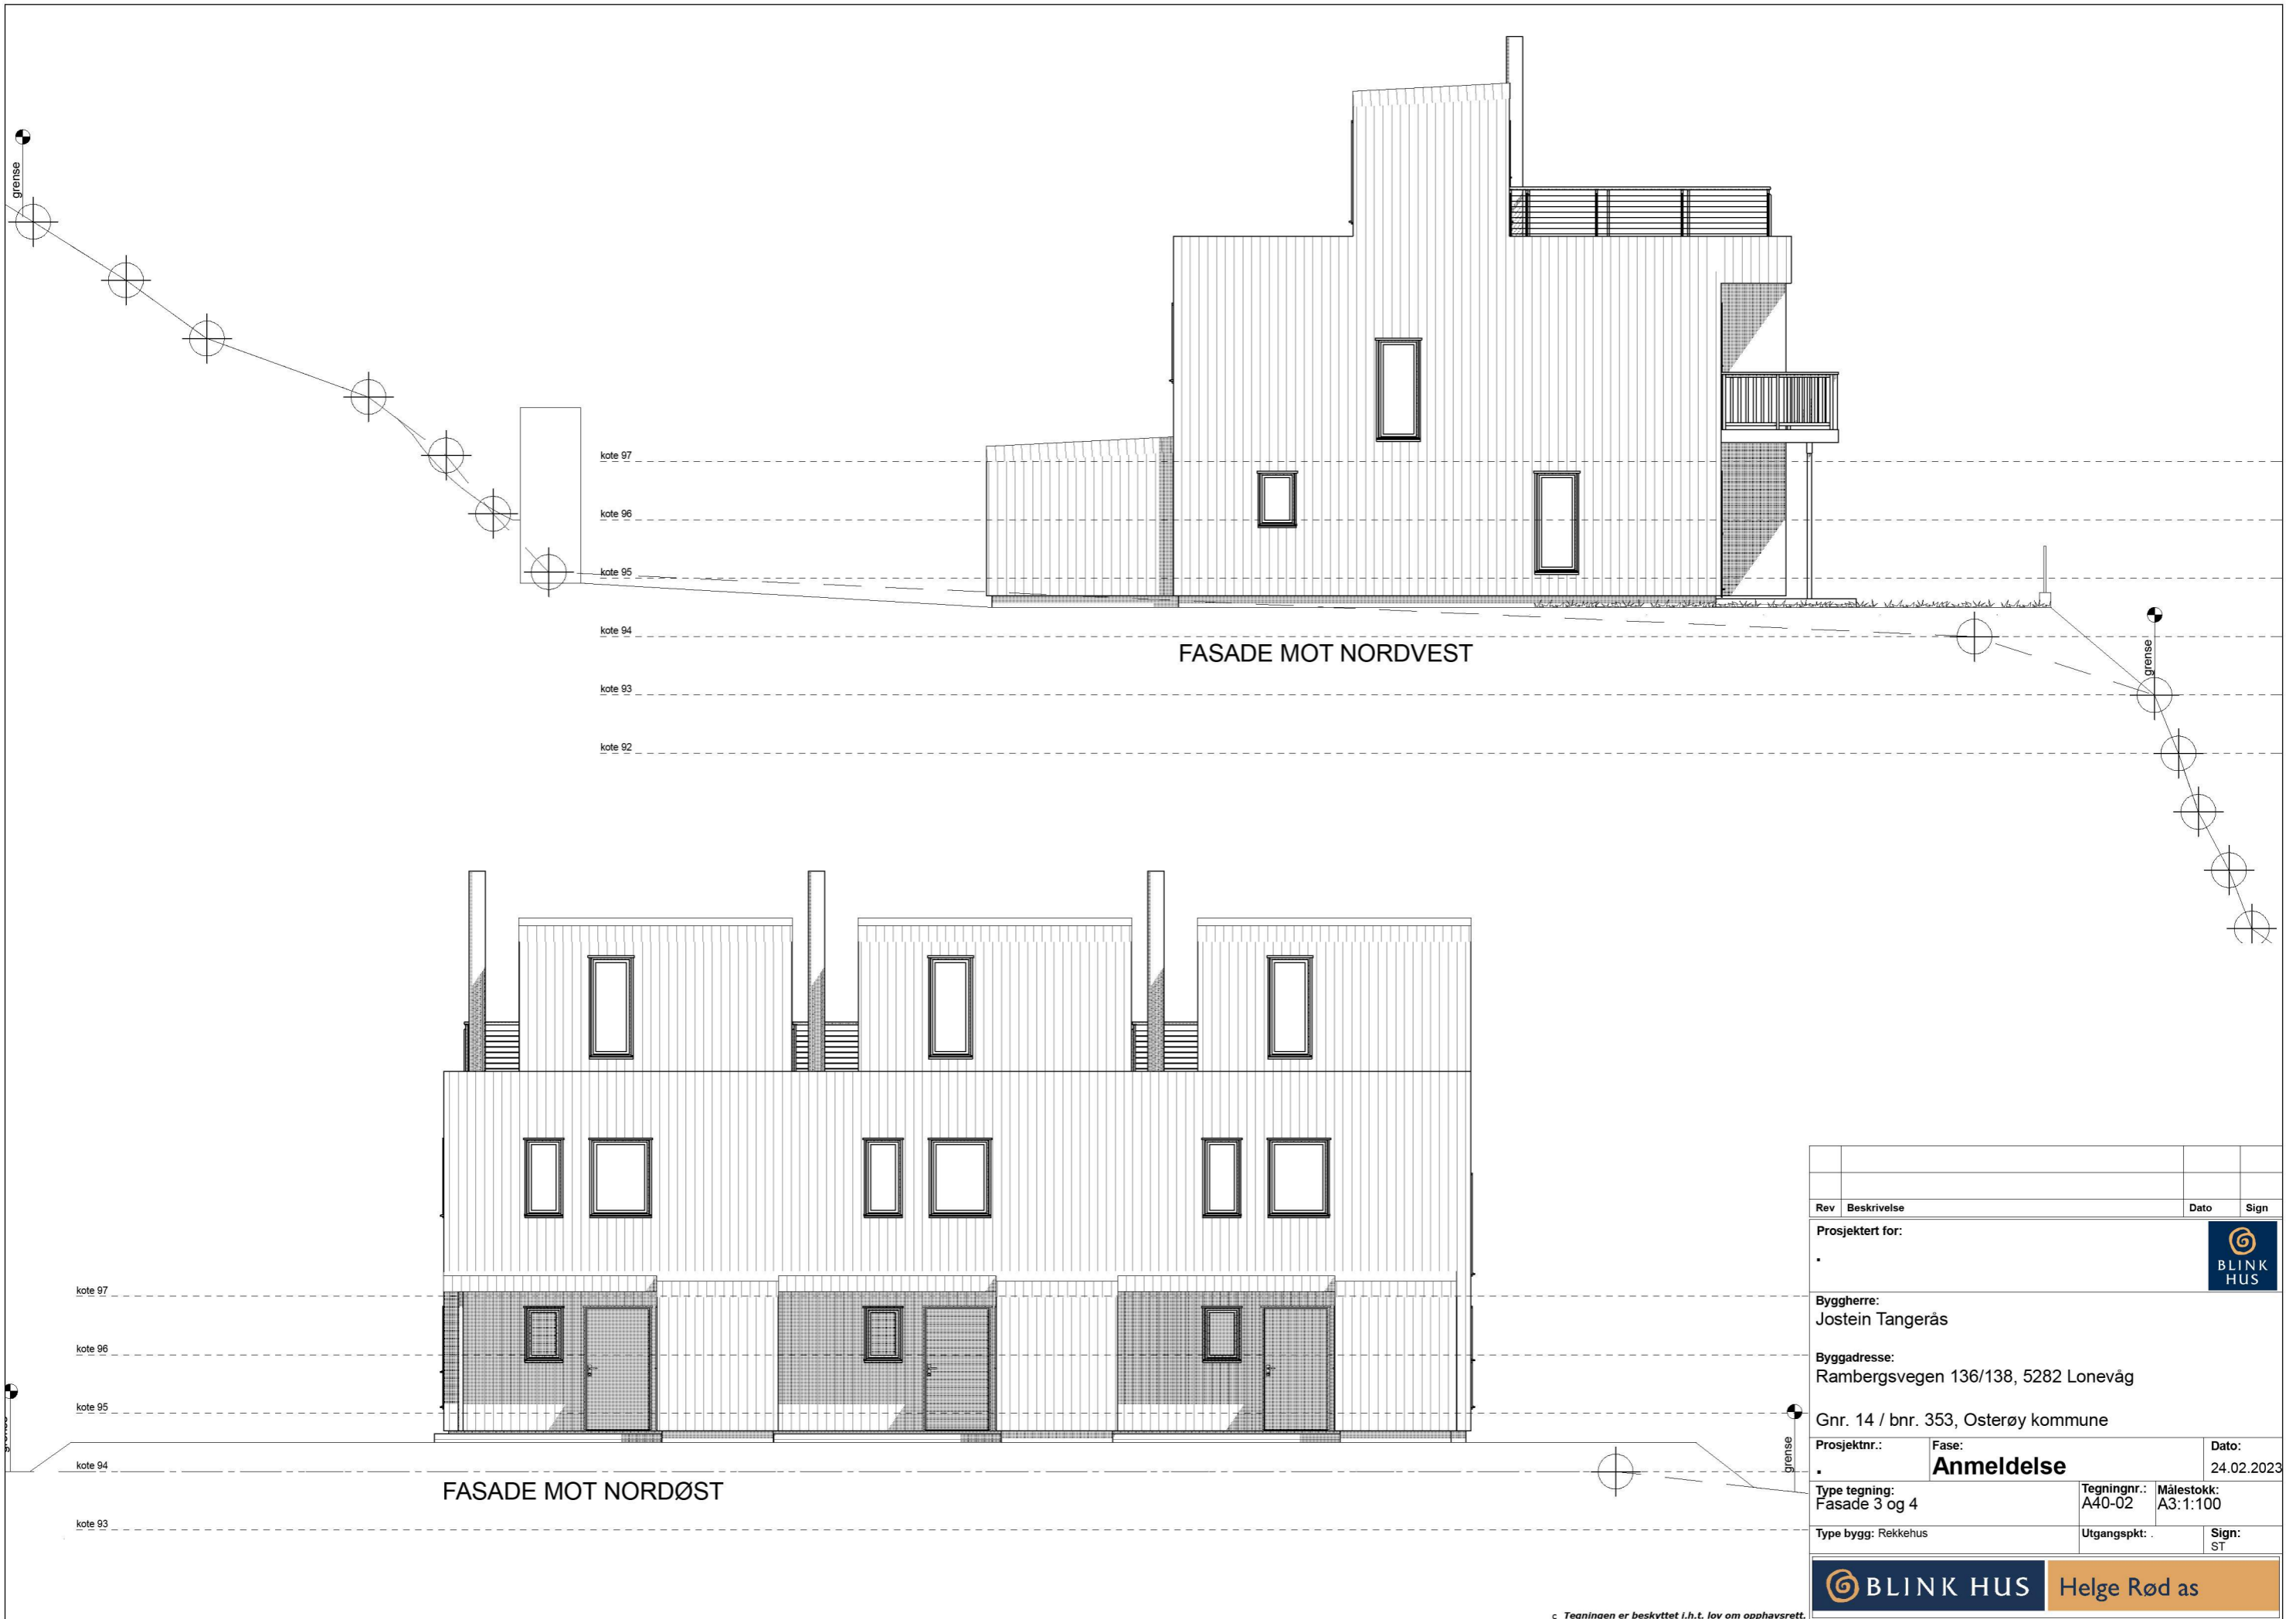 grense
kote 97
kote 96
kote 95
kote 94
FASADE MOT NORDVEST
grense
kote 93
kote 92
kote 97
kote 96
kote 95
kote 94
grense
FASADE MOT NORDØST
kote 93
Rev Beskrivelse Dato Sign
Prosjektert for:
.
BLINK
HUS
Byggherre:
Jostein Tangerås
Byggadresse:
Rambergsvegen 136/138, 5282 Lonevåg
Gnr. 14 / bnr. 353, Osterøy kommune
Prosjektnr.: Fase: Dato:
. Anmeldelse 24.02.2023
Type tegning: Tegningnr.: Målestokk:
Fasade 3 og 4 A40-02 A3:1:100
Type bygg: Rekkehus Utgangspkt: . Sign:
ST
BLINK HUS Helge Rød as
c Tegningen er beskyttet i.h.t. lov om opphavsrett.